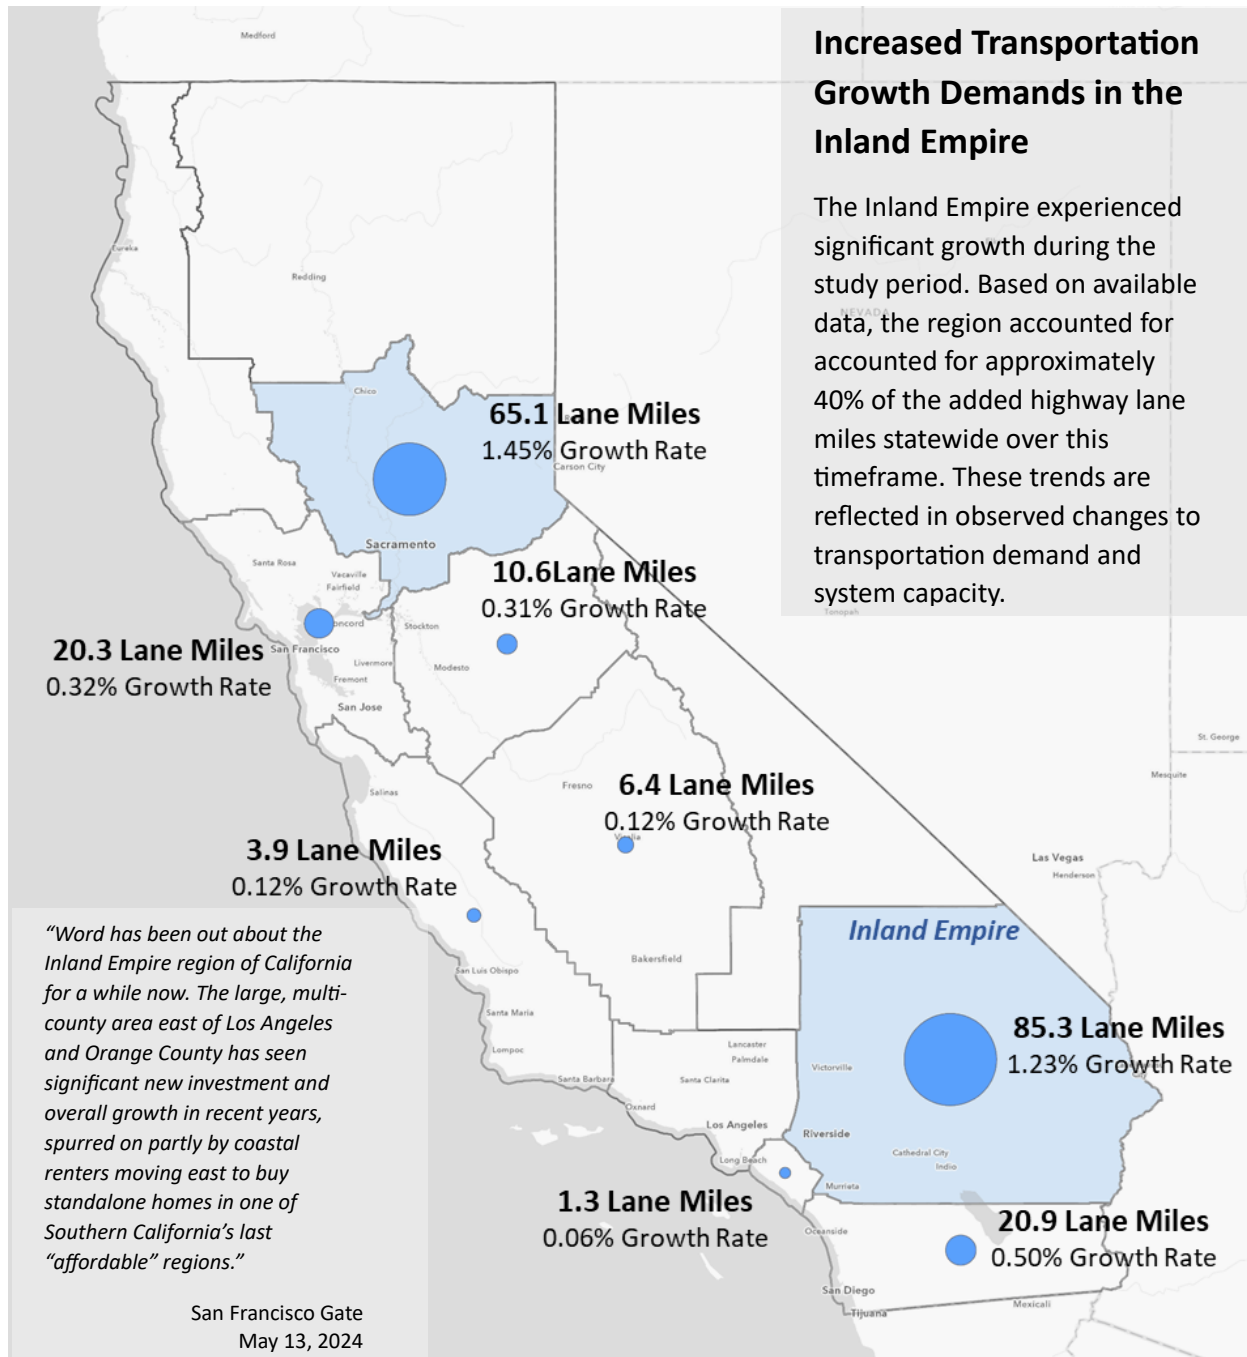 Medford
Increased Transportation
Growth Demands in the
Inland Empire
The Inland Empire experienced
significant growth during the
study period. Based on available
data, the region accounted for
accounted for approximately
40% of the added highway lane
miles statewide over this
timeframe. These trends are
reflected in observed changes to
transportation demand and
system capacity.
NEVADA
Tonopah
Eureka
Redding
Chico
65.1 Lane Miles
1.45% Growth Rate
Carson City
Sacramento
Santa Rosa
Vacaville
Fairfield
10.6Lane Miles
0.31% Growth Rate
oncord
Stockton
20.3 Lane Miles
0.32% Growth Rate
San Francisco
Livermore
Modesto
Fremont
San Jose
St. George
Mesquite
Salinas
Fresno
6.4 Lane Miles
0.12% Growth Rate
3.9 Lane Miles
0.12% Growth Rate
Las Vegas
Henderson
“Word has been out about the
Inland Empire region of California
for a while now. The large, multi-
county area east of Los Angeles
and Orange County has seen
significant new investment and
overall growth in recent years,
spurred on partly by coastal
renters moving east to buy
standalone homes in one of
Southern California’s last
“affordable” regions.”
San Francisco Gate
May 13, 2024
Inland Empire
Bakersfield
San Luis Obispo
Santa Maria
Lompoc
Santa Barbara
85.3 Lane Miles
1.23% Growth Rate
Lancaster
Palmdale
Santa Clarita
Victorville
Oxnard
Los Angeles
Riverside
Long Beach
Cathedral City
Indio
Murrieta
1.3 Lane Miles
0.06% Growth Rate
20.9 Lane Miles
0.50% Growth Rate
Oceanside
San Diego
Tijuana
Mexicali